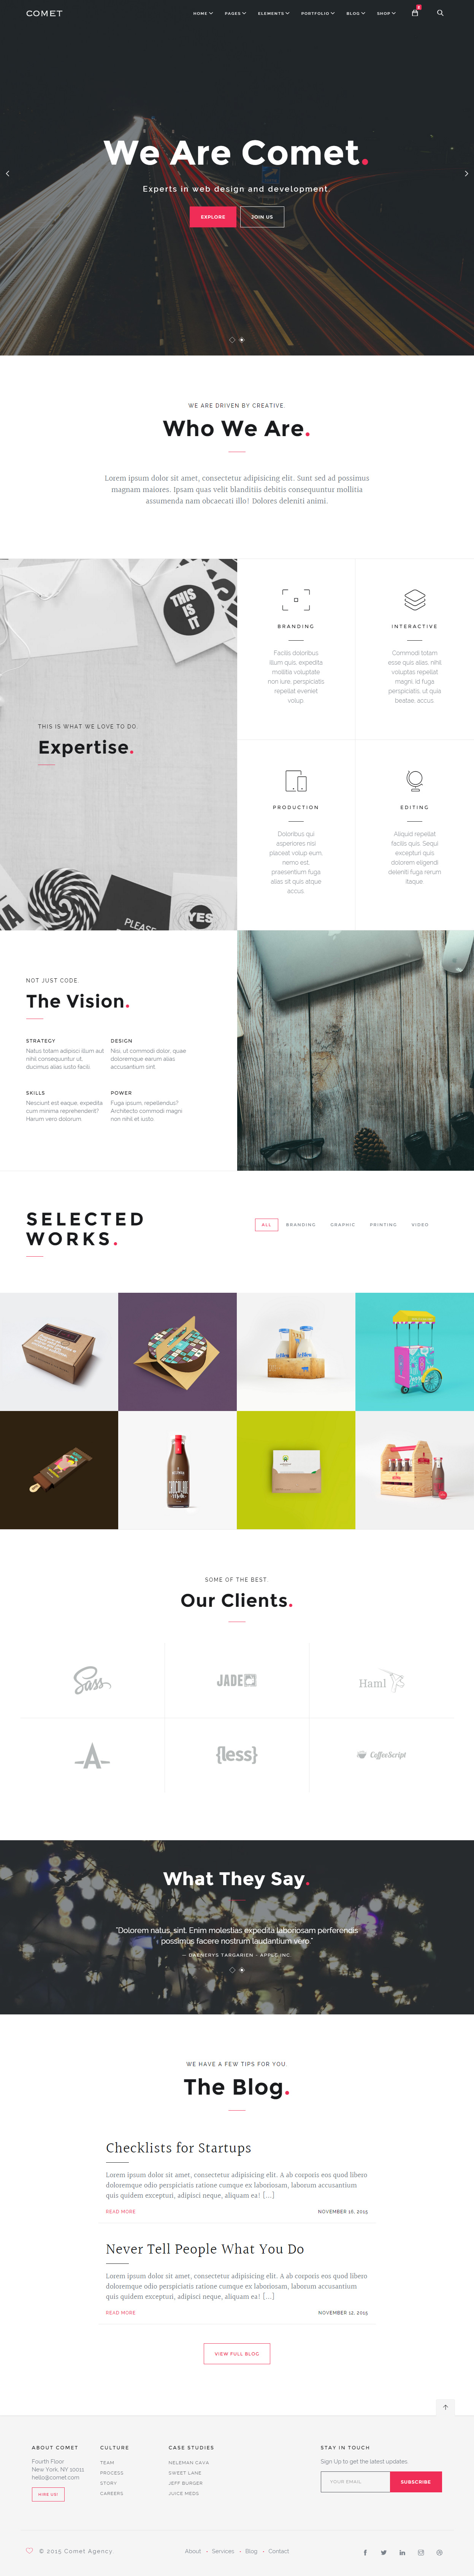 COMET
HOME PAGES ELEMENTS PORTFOLIO BLOG SHOP
We Are Comet.
Experts in web design and development.
EXPLORE JOIN US
WE ARE DRIVEN BY CREATIVE.
Who We Are.
Lorem ipsum dolor sit amet, consectetur adipisicing elit. Sunt sed ad possimus
magnam maiores. Ipsam quas velit blanditiis debitis consequuntur mollitia
assumenda nam obcaecati illo! Dolores deleniti animi.
THIS IS IT
THIS IS WHAT WE LOVE TO DO.
Expertise.
PLEASE
YES
BRANDING
Facilis doloribus
illum quis, expedita
mollitia voluptate
non iure, perspiciatis
repellat eveniet
volup.
INTERACTIVE
Commodi totam
esse quis alias, nihil
voluptas repellat
magni, id fuga
perspiciatis, ut quia
beatae, accus.
PRODUCTION
Doloribus qui
asperiores nisi
placeat volup eum,
nemo est,
praesentium fuga
alias sit quis atque
accus.
EDITING
Aliquid repellat
facilis quis. Sequi
excepturi quis
dolorem eligendi
deleniti fuga rerum
itaque.
NOT JUST CODE.
The Vision.
STRATEGY
Natus totam adipisci illum aut
nihil consequuntur ut,
ducimus alias iusto facili.
DESIGN
Nisi, ut commodi dolor, quae
doloremque earum alias
accusantium sint.
SKILLS
Nesciunt est eaque, expedita
cum minima reprehenderit?
Harum vero dolorum.
POWER
Fuga ipsum, repellendus?
Architecto commodi magni
non nihil et iusto.
SELECTED
WORKS.
ALL BRANDING GRAPHIC PRINTING VIDEO
SOME OF THE BEST.
Our Clients.
Sass
JADE
Haml
A
{less}
CoffeeScript
What They Say.
"Dolorem natus, sint. Enim molestias expedita laboriosam perferendis
possimus facere nostrum laudantium vero."
— DAENERYS TARGARIEN - APPLE INC.
WE HAVE A FEW TIPS FOR YOU.
The Blog.
Checklists for Startups
Lorem ipsum dolor sit amet, consectetur adipisicing elit. A ab corporis eos quod libero
doloremque odio perspiciatis ratione cumque ex laboriosam, laborum accusantium
quis quidem excepturi, adipisci neque, aliquam ea! [...]
READ MORE NOVEMBER 16, 2015
Never Tell People What You Do
Lorem ipsum dolor sit amet, consectetur adipisicing elit. A ab corporis eos quod libero
doloremque odio perspiciatis ratione cumque ex laboriosam, laborum accusantium
quis quidem excepturi, adipisci neque, aliquam ea! [...]
READ MORE NOVEMBER 12, 2015
VIEW FULL BLOG
ABOUT COMET
Fourth Floor
New York, NY 10011
hello@comet.com
HIRE US!
CULTURE
TEAM
PROCESS
STORY
CAREERS
CASE STUDIES
NELEMAN CAVA
SWEET LANE
JEFF BURGER
JUICE MEDS
STAY IN TOUCH
Sign Up to get the latest updates.
YOUR EMAIL SUBSCRIBE
© 2015 Comet Agency
About • Services • Blog • Contact